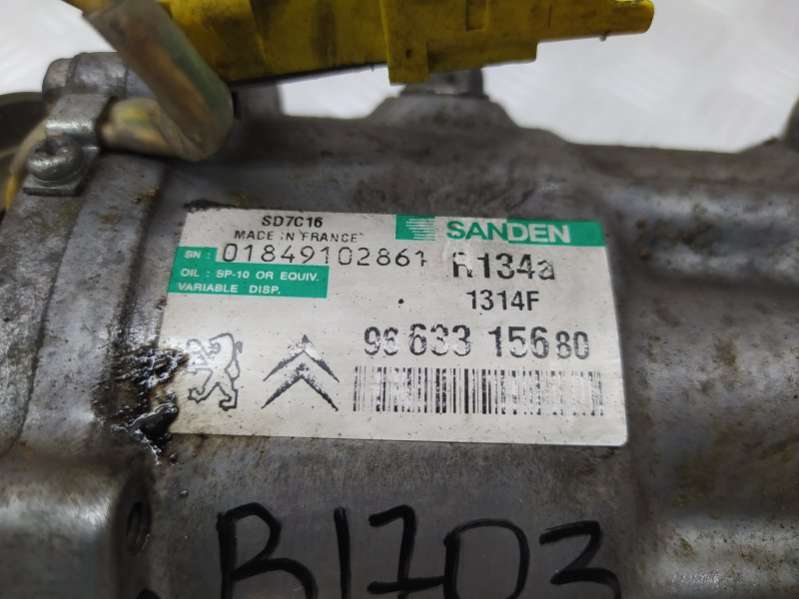 SD7C16
MADE IN FRANCE
SANDEN
SN: 01849102861
R134a
OIL : SP-10 OR EQUIV.
VARIABLE DISP.
1314F
96 633 156 80
B1703